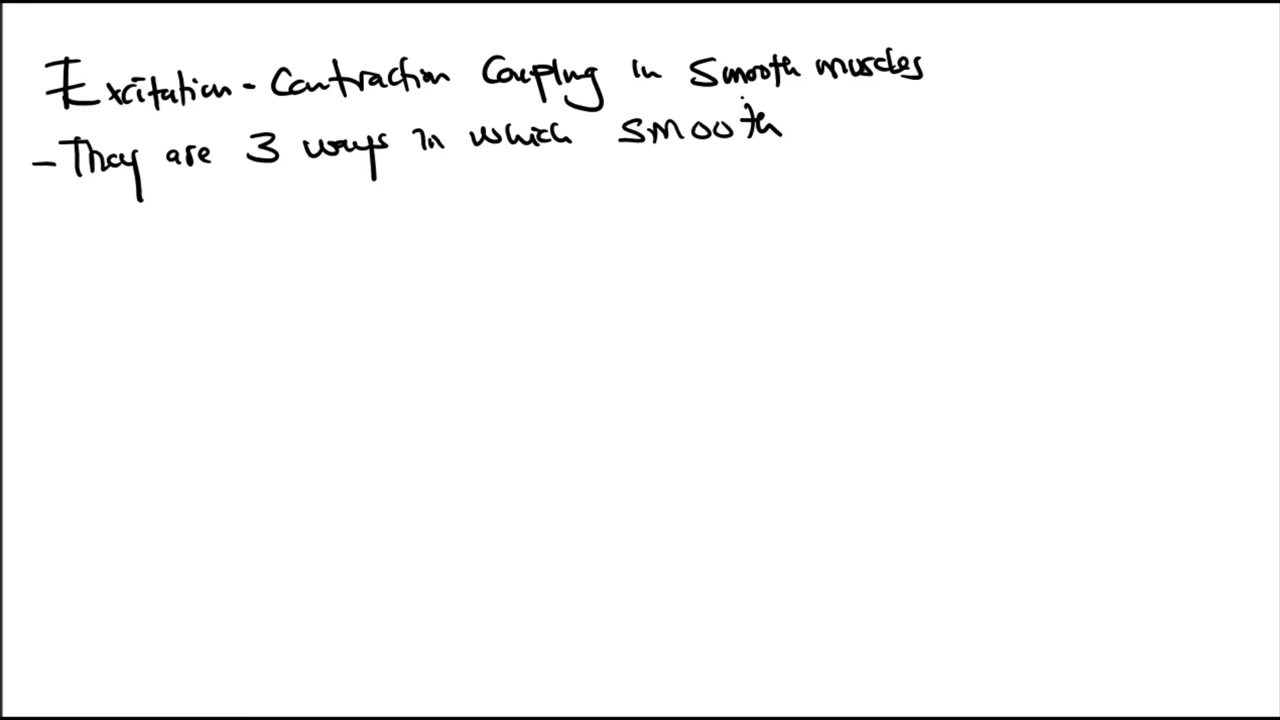 Excitation - Contraction Coupling in smooth muscles
- They are 3 ways in which smooth